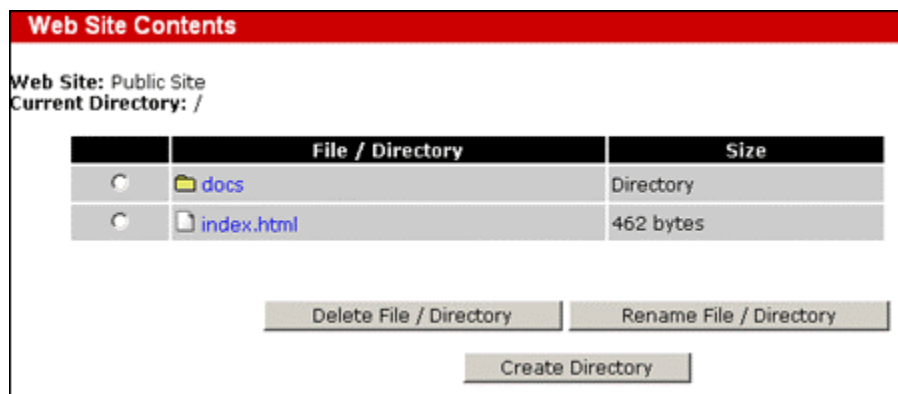 Web Site Contents
Web Site: Public Site
Current Directory: /
File / Directory Size
docs Directory
index.html 462 bytes
Delete File / Directory Rename File / Directory
Create Directory